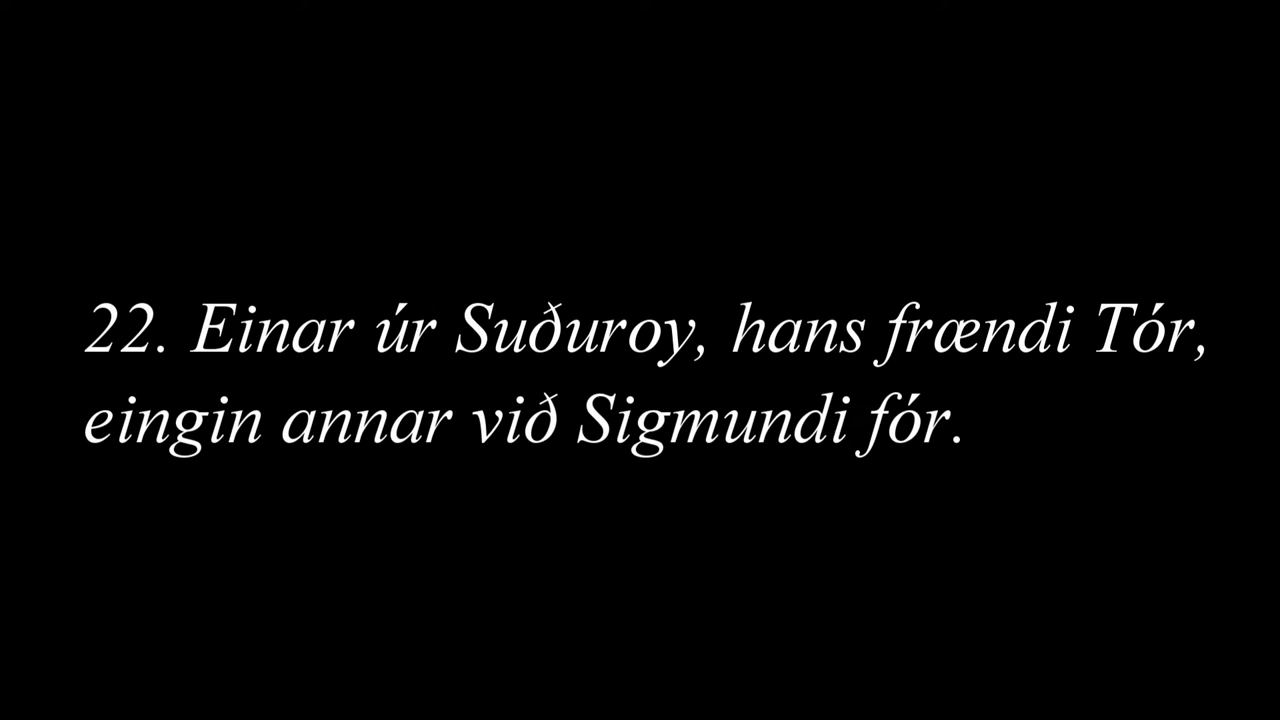 22. Einar úr Suðuroy, hans frændi Tór,
eingin annar við Sigmundi fór.